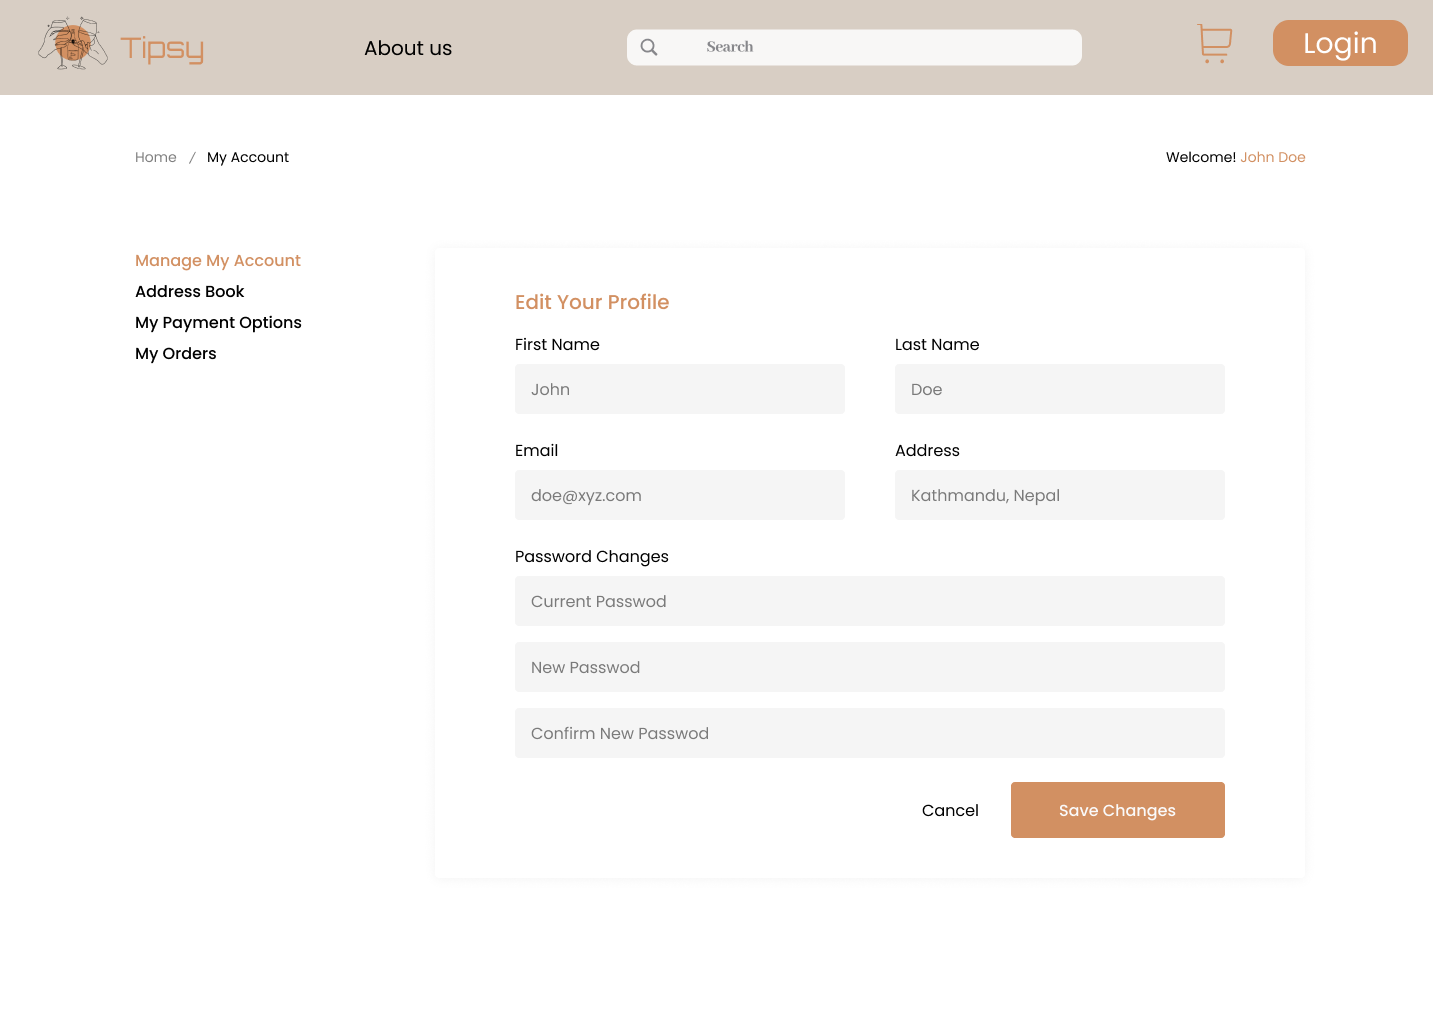 Tipsy
About us
Search
Login
Home / My Account
Welcome! John Doe
Manage My Account
Address Book
My Payment Options
My Orders
Edit Your Profile
First Name
Last Name
John
Doe
Email
Address
doe@xyz.com
Kathmandu, Nepal
Password Changes
Current Passwod
New Passwod
Confirm New Passwod
Cancel
Save Changes